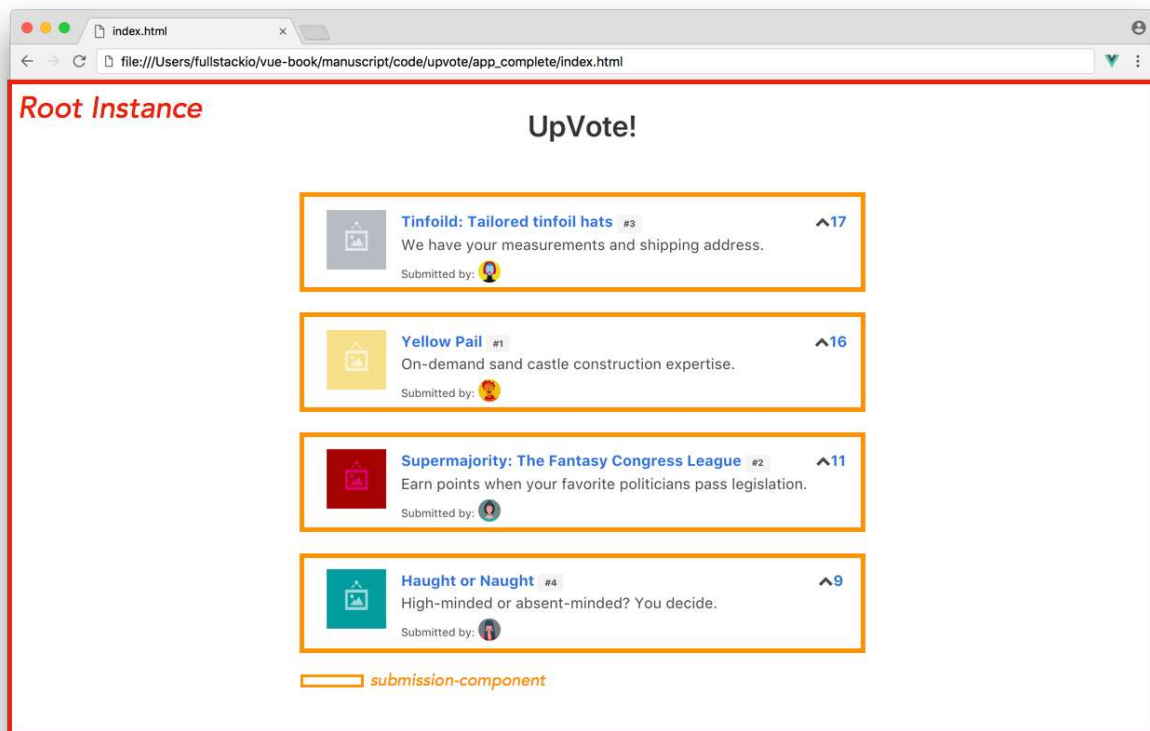 index.html
file:///Users/fullstackio/vue-book/manuscript/code/upvote/app_complete/index.html
Root Instance
UpVote!
Tinfoild: Tailored tinfoil hats #3 17
We have your measurements and shipping address.
Submitted by:
Yellow Pail #1 16
On-demand sand castle construction expertise.
Submitted by:
Supermajority: The Fantasy Congress League #2 11
Earn points when your favorite politicians pass legislation.
Submitted by:
Haught or Naught #4 9
High-minded or absent-minded? You decide.
Submitted by:
submission-component